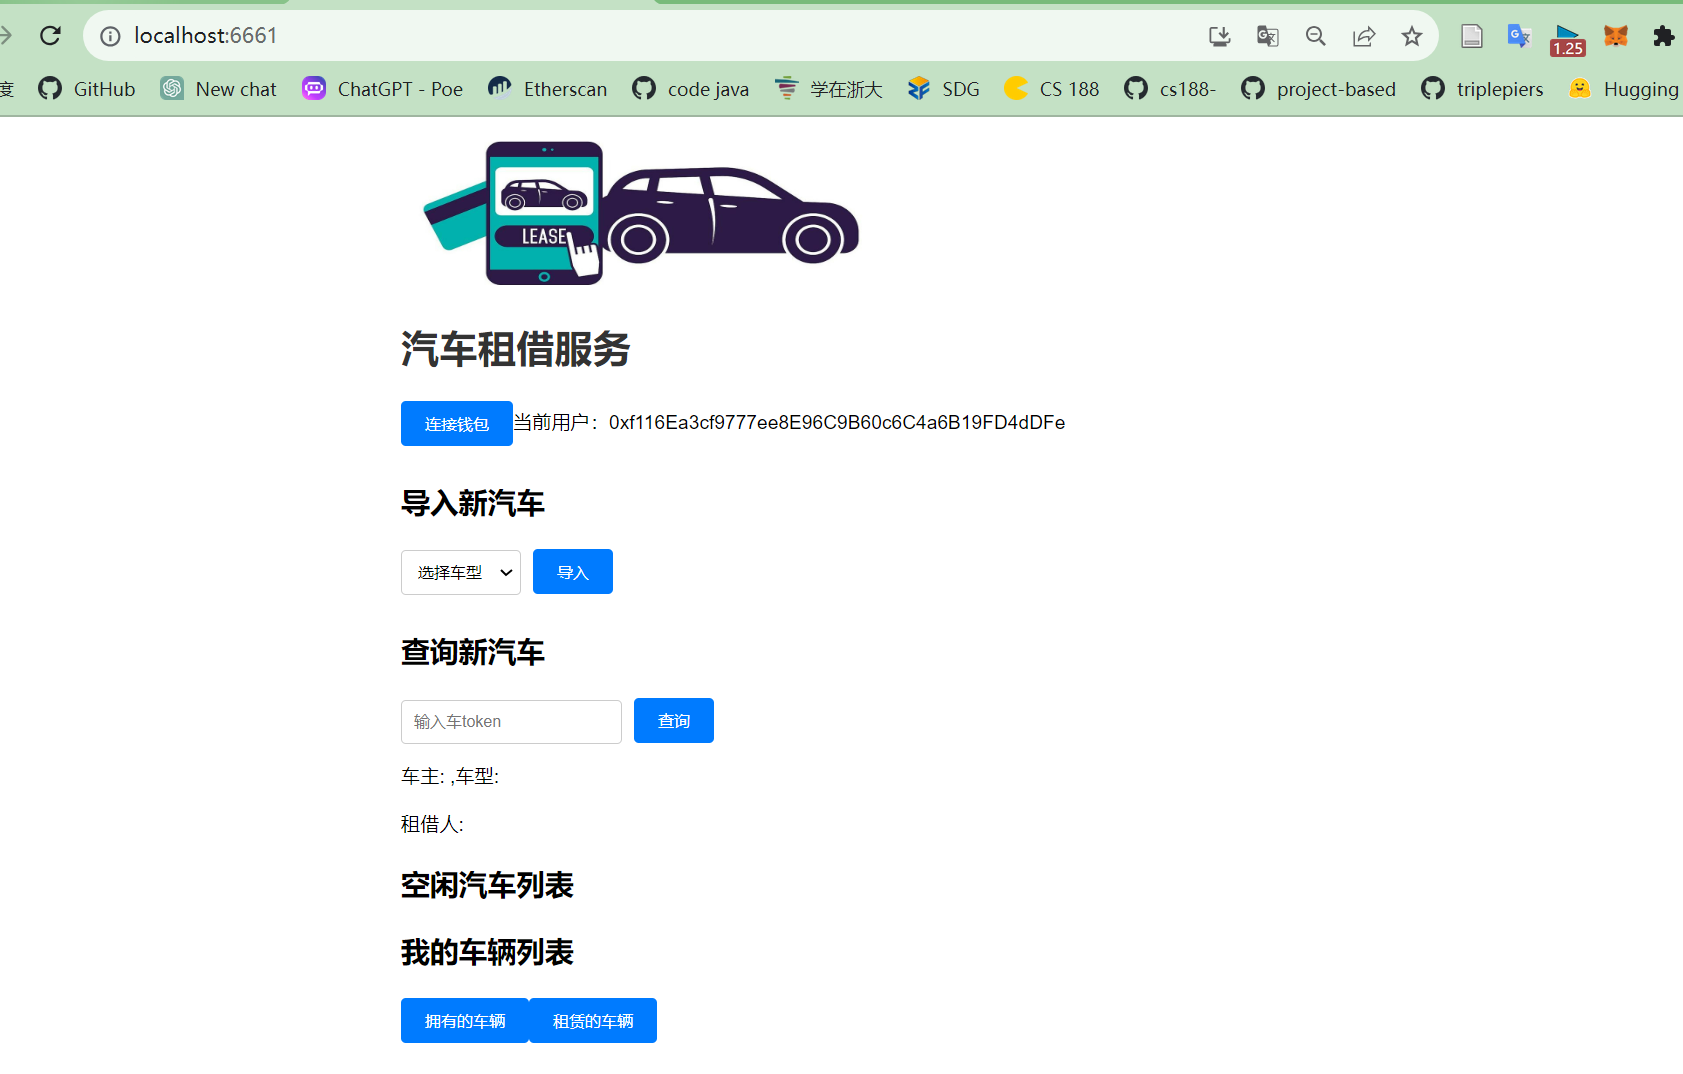 localhost:6661
1.25
度 GitHub New chat ChatGPT - Poe Etherscan code java 学在浙大 SDG CS 188 cs188- project-based triplepiers Hugging
LEASE
汽车租借服务
连接钱包 当前用户：0xf116Ea3cf9777ee8E96C9B60c6C4a6B19FD4dDFe
导入新汽车
选择车型 导入
查询新汽车
输入车token 查询
车主: ,车型:
租借人:
空闲汽车列表
我的车辆列表
拥有的车辆 租赁的车辆